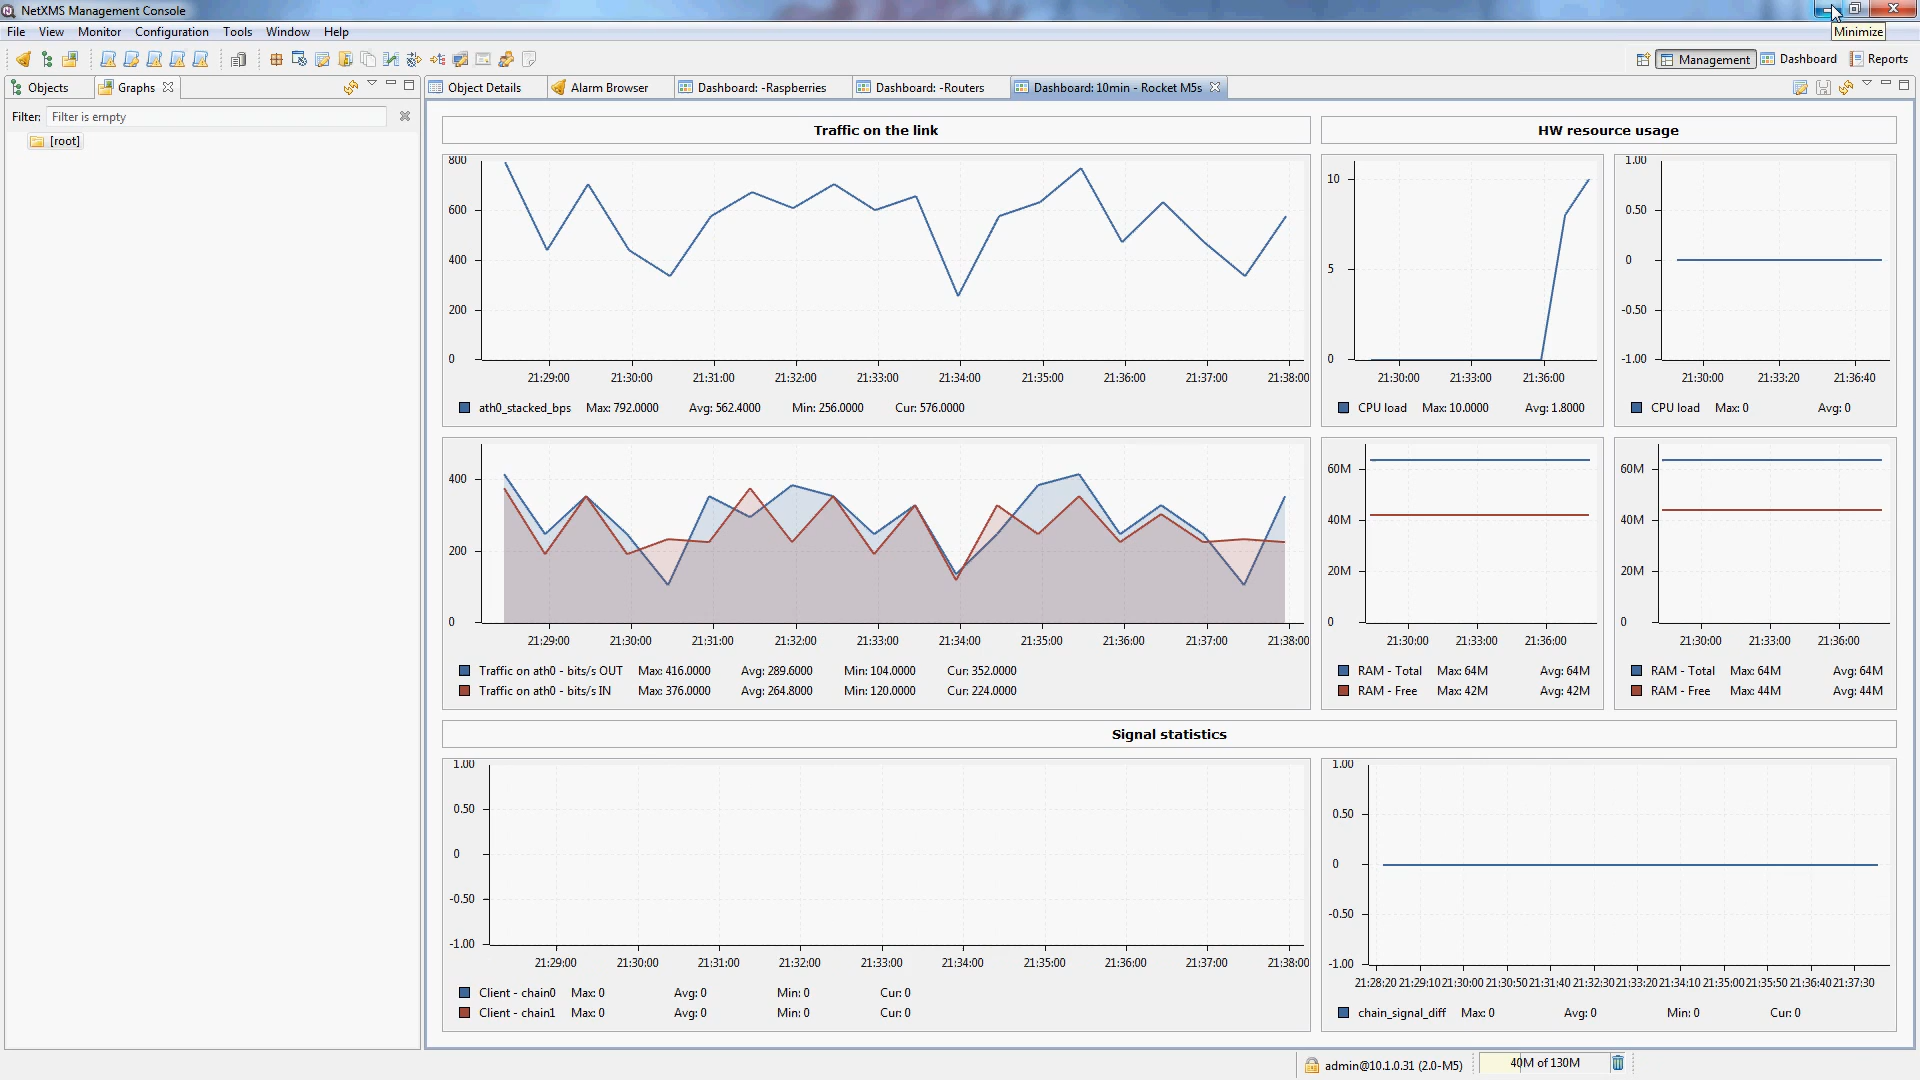 NetXMS Management Console
File View Monitor Configuration Tools Window Help
Minimize
Management Dashboard Reports
Objects Graphs
Object Details Alarm Browser Dashboard: -Raspberries Dashboard: -Routers Dashboard: 10min - Rocket M5s
Filter: Filter is empty
[root]
Traffic on the link
800
600
400
200
0
21:29:00 21:30:00 21:31:00 21:32:00 21:33:00 21:34:00 21:35:00 21:36:00 21:37:00 21:38:00
ath0_stacked_bps Max: 792.0000 Avg: 562.4000 Min: 256.0000 Cur: 576.0000
HW resource usage
10
5
0
21:30:00 21:33:00 21:36:00
CPU load Max: 10.0000 Avg: 1.8000
1.00
0.50
0
-0.50
-1.00
21:30:00 21:33:20 21:36:40
CPU load Max: 0 Avg: 0
400
200
0
21:29:00 21:30:00 21:31:00 21:32:00 21:33:00 21:34:00 21:35:00 21:36:00 21:37:00 21:38:00
Traffic on ath0 - bits/s OUT Max: 416.0000 Avg: 289.6000 Min: 104.0000 Cur: 352.0000
Traffic on ath0 - bits/s IN Max: 376.0000 Avg: 264.8000 Min: 120.0000 Cur: 224.0000
60M
40M
20M
0
21:30:00 21:33:00 21:36:00
RAM - Total Max: 64M Avg: 64M
RAM - Free Max: 42M Avg: 42M
60M
40M
20M
0
21:30:00 21:33:00 21:36:00
RAM - Total Max: 64M Avg: 64M
RAM - Free Max: 44M Avg: 44M
Signal statistics
1.00
0.50
0
-0.50
-1.00
21:29:00 21:30:00 21:31:00 21:32:00 21:33:00 21:34:00 21:35:00 21:36:00 21:37:00 21:38:00
Client - chain0 Max: 0 Avg: 0 Min: 0 Cur: 0
Client - chain1 Max: 0 Avg: 0 Min: 0 Cur: 0
1.00
0.50
0
-0.50
-1.00
21:28:20 21:29:10 21:30:00 21:30:50 21:31:40 21:32:30 21:33:20 21:34:10 21:35:00 21:35:50 21:36:40 21:37:30
chain_signal_diff Max: 0 Avg: 0 Min: 0 Cur: 0
admin@10.1.0.31 (2.0-M5) 40M of 130M